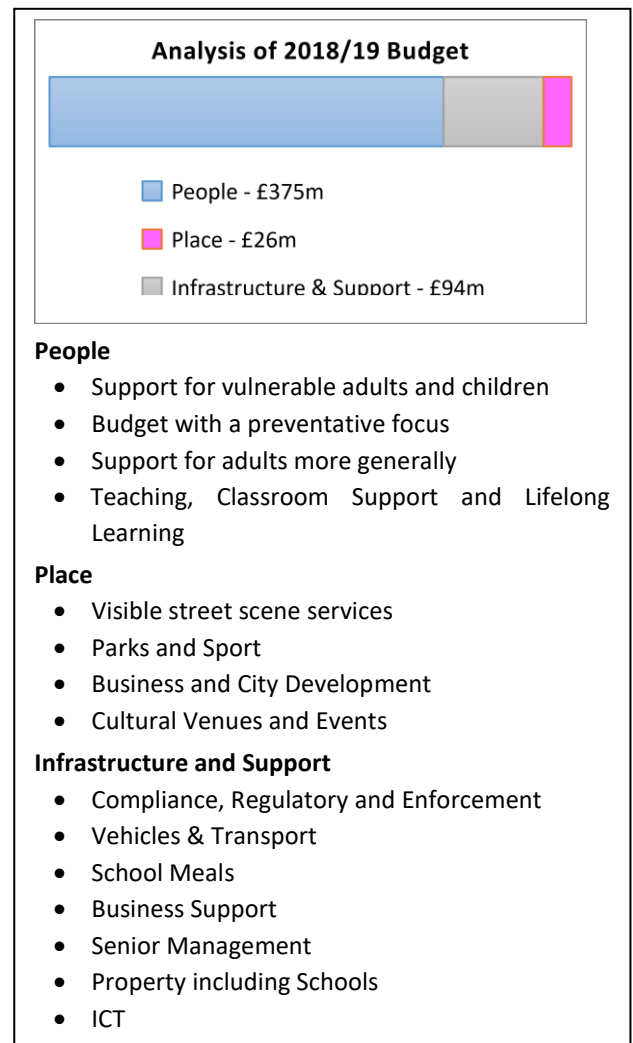 Analysis of 2018/19 Budget
People - £375m
Place - £26m
Infrastructure & Support - £94m
People
• Support for vulnerable adults and children
• Budget with a preventative focus
• Support for adults more generally
• Teaching, Classroom Support and Lifelong
Learning
Place
• Visible street scene services
• Parks and Sport
• Business and City Development
• Cultural Venues and Events
Infrastructure and Support
• Compliance, Regulatory and Enforcement
• Vehicles & Transport
• School Meals
• Business Support
• Senior Management
• Property including Schools
• ICT